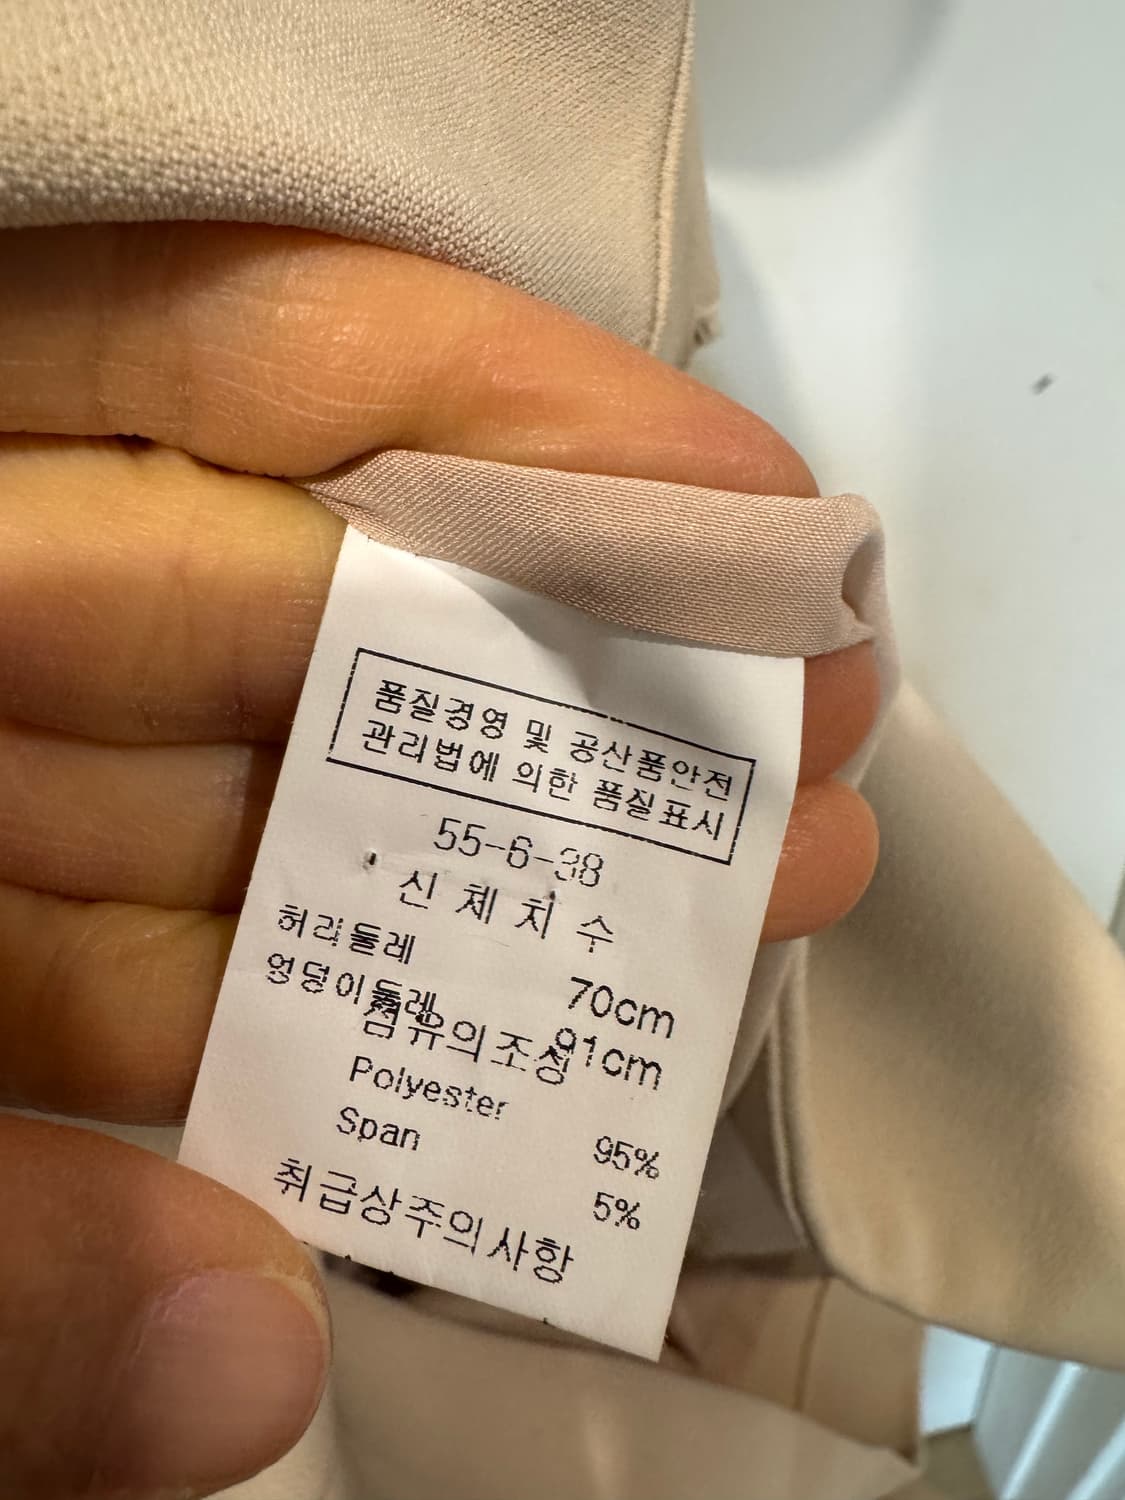 품질경영 및 공산품안전
관리법에 의한 품질표시
55-6-38
신 체 치 수
허리둘레 70cm
엉덩이둘레 91cm
섬유의조성
Polyester 95%
Span 5%
취급상주의사항